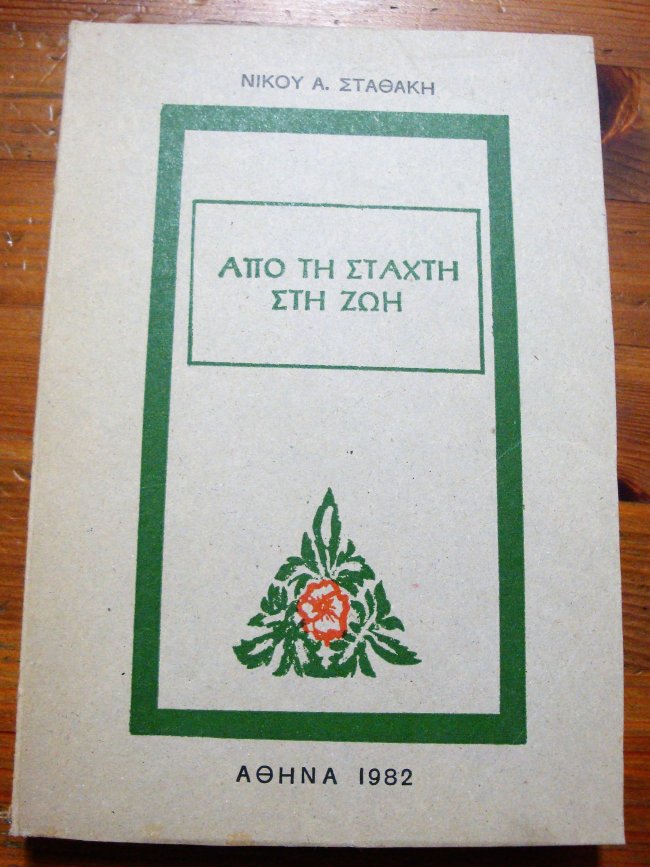 ΝΙΚΟΥ Α. ΣΤΑΘΑΚΗ
ΑΠΟ ΤΗ ΣΤΑΧΤΗ
ΣΤΗ ΖΩΗ
ΑΘΗΝΑ 1982